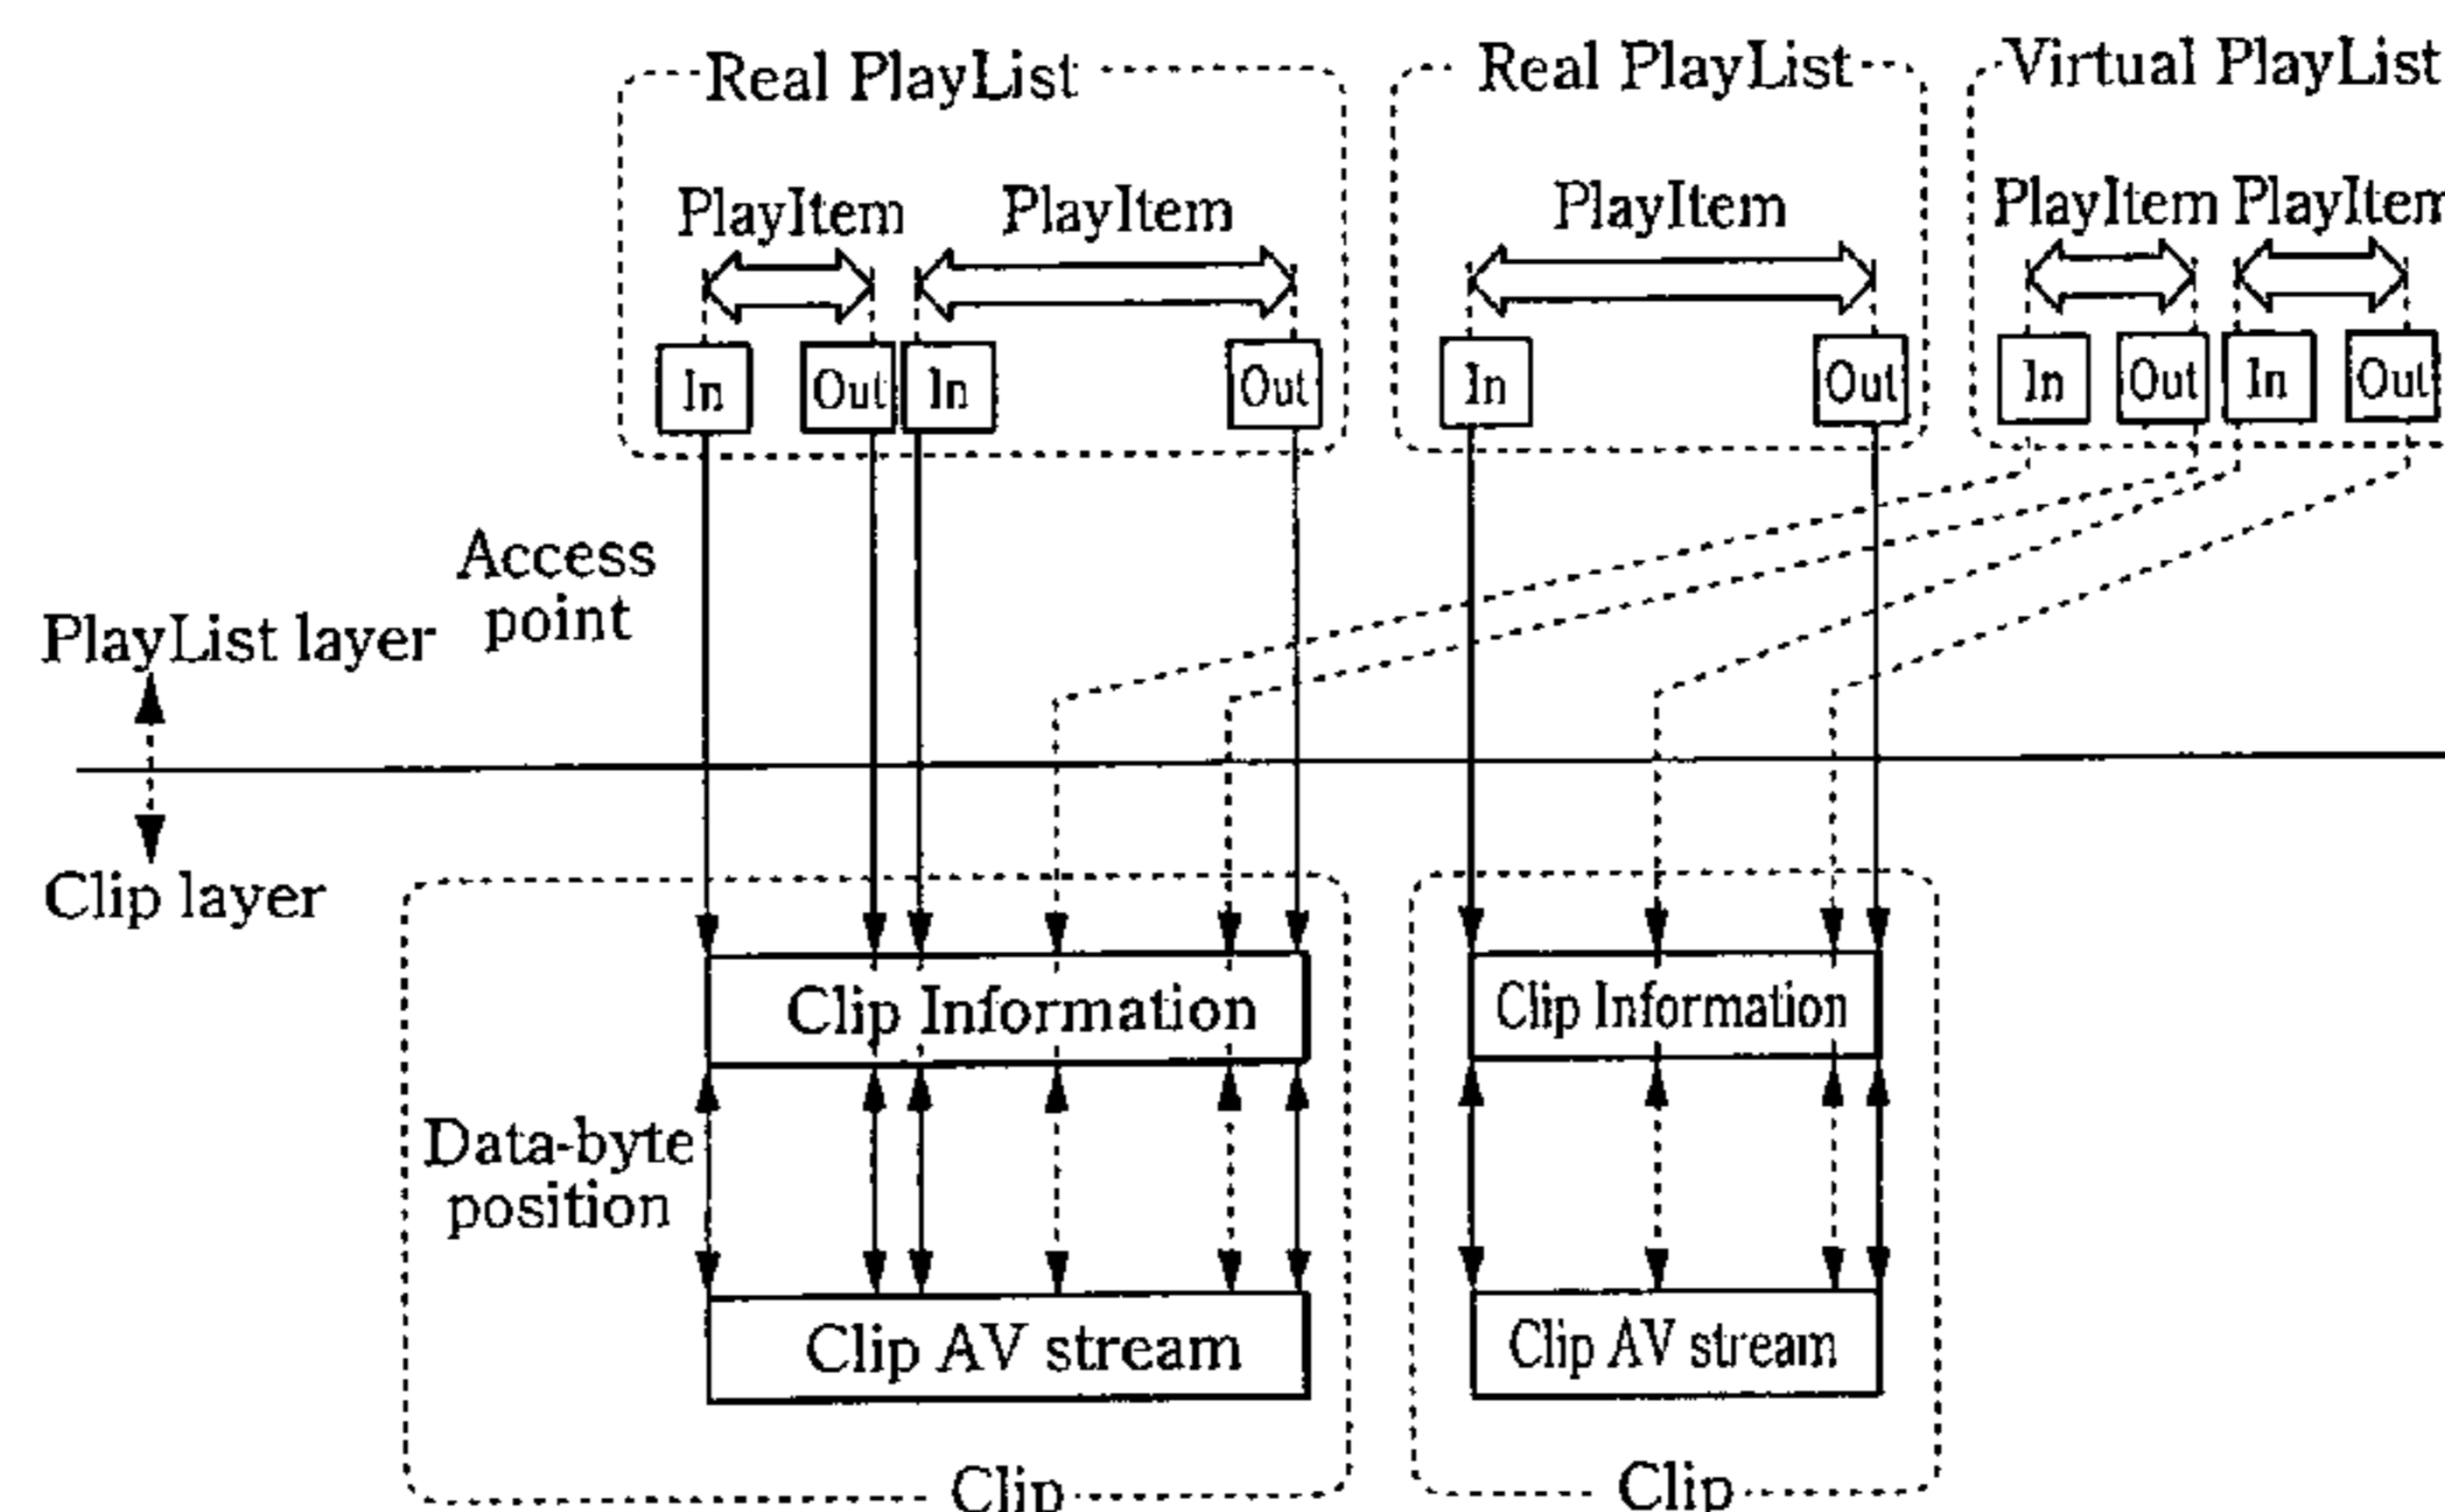 Real PlayList
Real PlayList
Virtual PlayList
PlayItem
PlayItem
PlayItem
PlayItem
PlayItem
In
Out
In
Out
In
Out
In
Out
In
Out
Access
point
PlayList layer
Clip layer
Clip Information
Clip Information
Data-byte
position
Clip AV stream
Clip AV stream
Clip
Clip